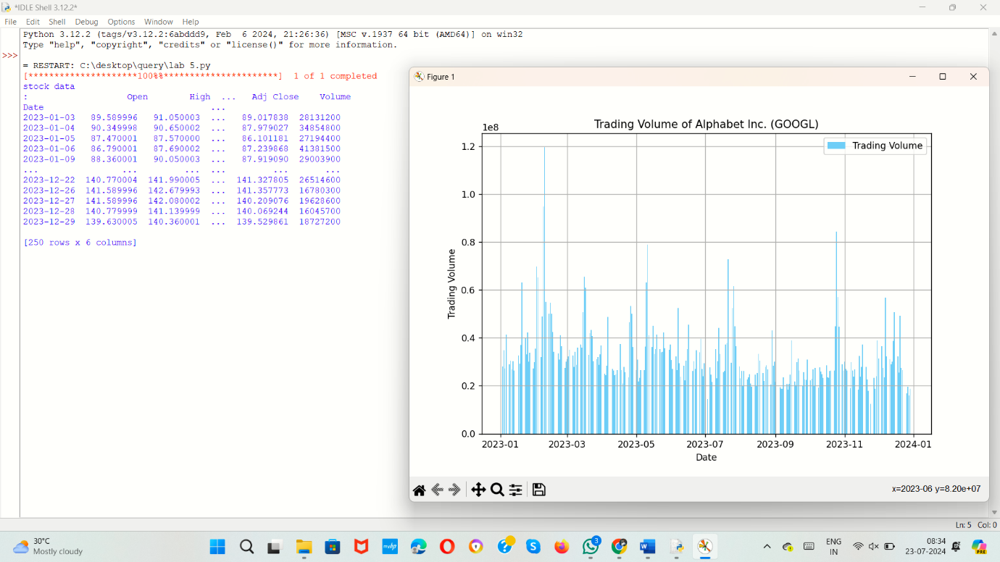 *IDLE Shell 3.12.2*
File Edit Shell Debug Options Window Help
Python 3.12.2 (tags/v3.12.2:6abddd9, Feb  6 2024, 21:26:36) [MSC v.1937 64 bit (AMD64)] on win32
Type "help", "copyright", "credits" or "license()" for more information.
>>>
= RESTART: C:\desktop\query\lab 5.py
[*********************100%%**********************]  1 of 1 completed
stock data
: Open High ... Adj Close Volume
Date ...
2023-01-03 89.589996 91.050003 ... 89.017838 28131200
2023-01-04 90.349998 90.650002 ... 87.979027 34854800
2023-01-05 87.470001 87.570000 ... 86.101181 27194400
2023-01-06 86.790001 87.690002 ... 87.239868 41381500
2023-01-09 88.360001 90.050003 ... 87.919090 29003900
... ... ... ... ... ...
2023-12-22 140.770004 141.990005 ... 141.327805 26514600
2023-12-26 141.589996 142.679993 ... 141.357773 16780300
2023-12-27 141.589996 142.080002 ... 140.209076 19628600
2023-12-28 140.779999 141.139999 ... 140.069244 16045700
2023-12-29 139.630005 140.360001 ... 139.529861 18727200
[250 rows x 6 columns]
Figure 1
Trading Volume of Alphabet Inc. (GOOGL)
1e8
Trading Volume
1.2
1.0
0.8
0.6
0.4
0.2
0.0
Trading Volume
2023-01 2023-03 2023-05 2023-07 2023-09 2023-11 2024-01
Date
x=2023-06 y=8.20e+07
Ln: 5 Col: 0
30°C
Mostly cloudy
myhp
3
ENG
IN
08:34
23-07-2024
PRE